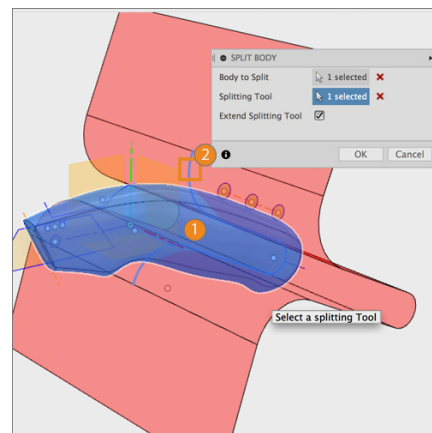 SPLIT BODY
Body to Split 1 selected
Splitting Tool 1 selected
Extend Splitting Tool
2 OK Cancel
1
Select a splitting Tool